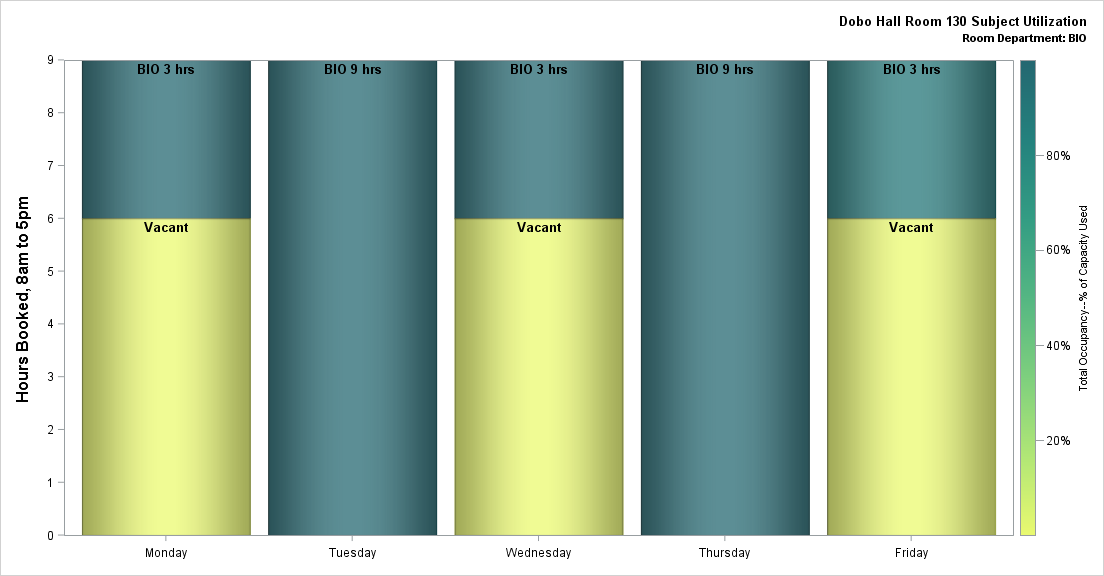 Dobo Hall Room 130 Subject Utilization
Room Department: BIO
Hours Booked, 8am to 5pm
9
8
7
6
5
4
3
2
1
0
BIO 3 hrs
BIO 9 hrs
BIO 3 hrs
BIO 9 hrs
BIO 3 hrs
Vacant
Vacant
Vacant
Monday
Tuesday
Wednesday
Thursday
Friday
80%
60%
40%
20%
Total Occupancy--% of Capacity Used